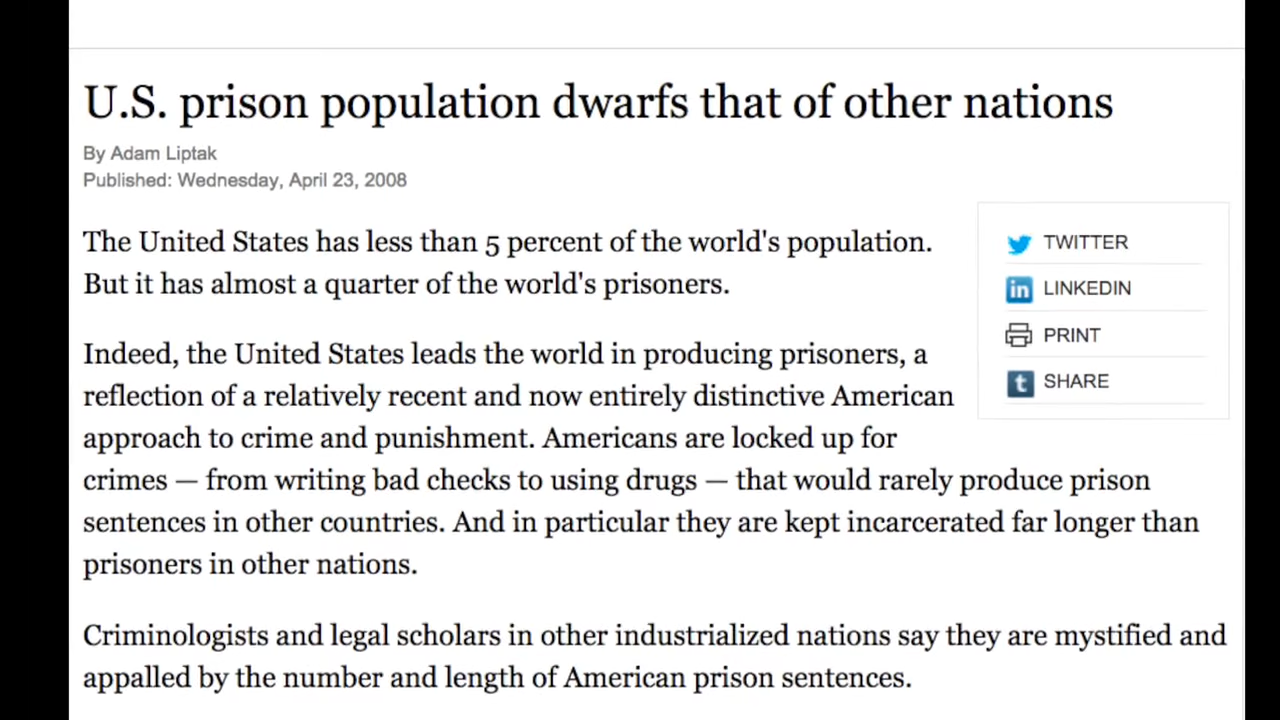 U.S. prison population dwarfs that of other nations
By Adam Liptak
Published: Wednesday, April 23, 2008
The United States has less than 5 percent of the world's population.
But it has almost a quarter of the world's prisoners.
Indeed, the United States leads the world in producing prisoners, a
reflection of a relatively recent and now entirely distinctive American
approach to crime and punishment. Americans are locked up for
crimes — from writing bad checks to using drugs — that would rarely produce prison
sentences in other countries. And in particular they are kept incarcerated far longer than
prisoners in other nations.
Criminologists and legal scholars in other industrialized nations say they are mystified and
appalled by the number and length of American prison sentences.
TWITTER
in LINKEDIN
PRINT
t SHARE